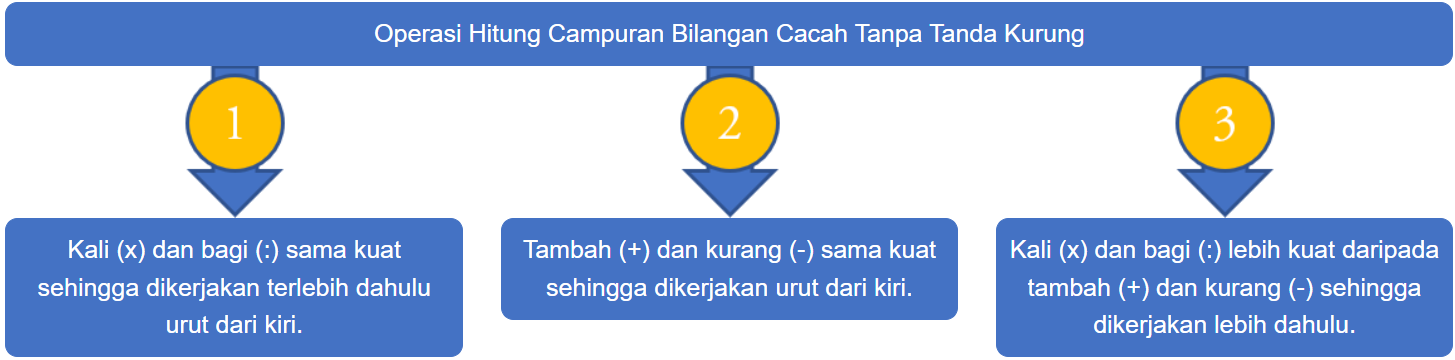 Operasi Hitung Campuran Bilangan Cacah Tanpa Tanda Kurung
1
2
3
Kali (x) dan bagi (:) sama kuat
sehingga dikerjakan terlebih dahulu
urut dari kiri.
Tambah (+) dan kurang (-) sama kuat
sehingga dikerjakan urut dari kiri.
Kali (x) dan bagi (:) lebih kuat daripada
tambah (+) dan kurang (-) sehingga
dikerjakan lebih dahulu.